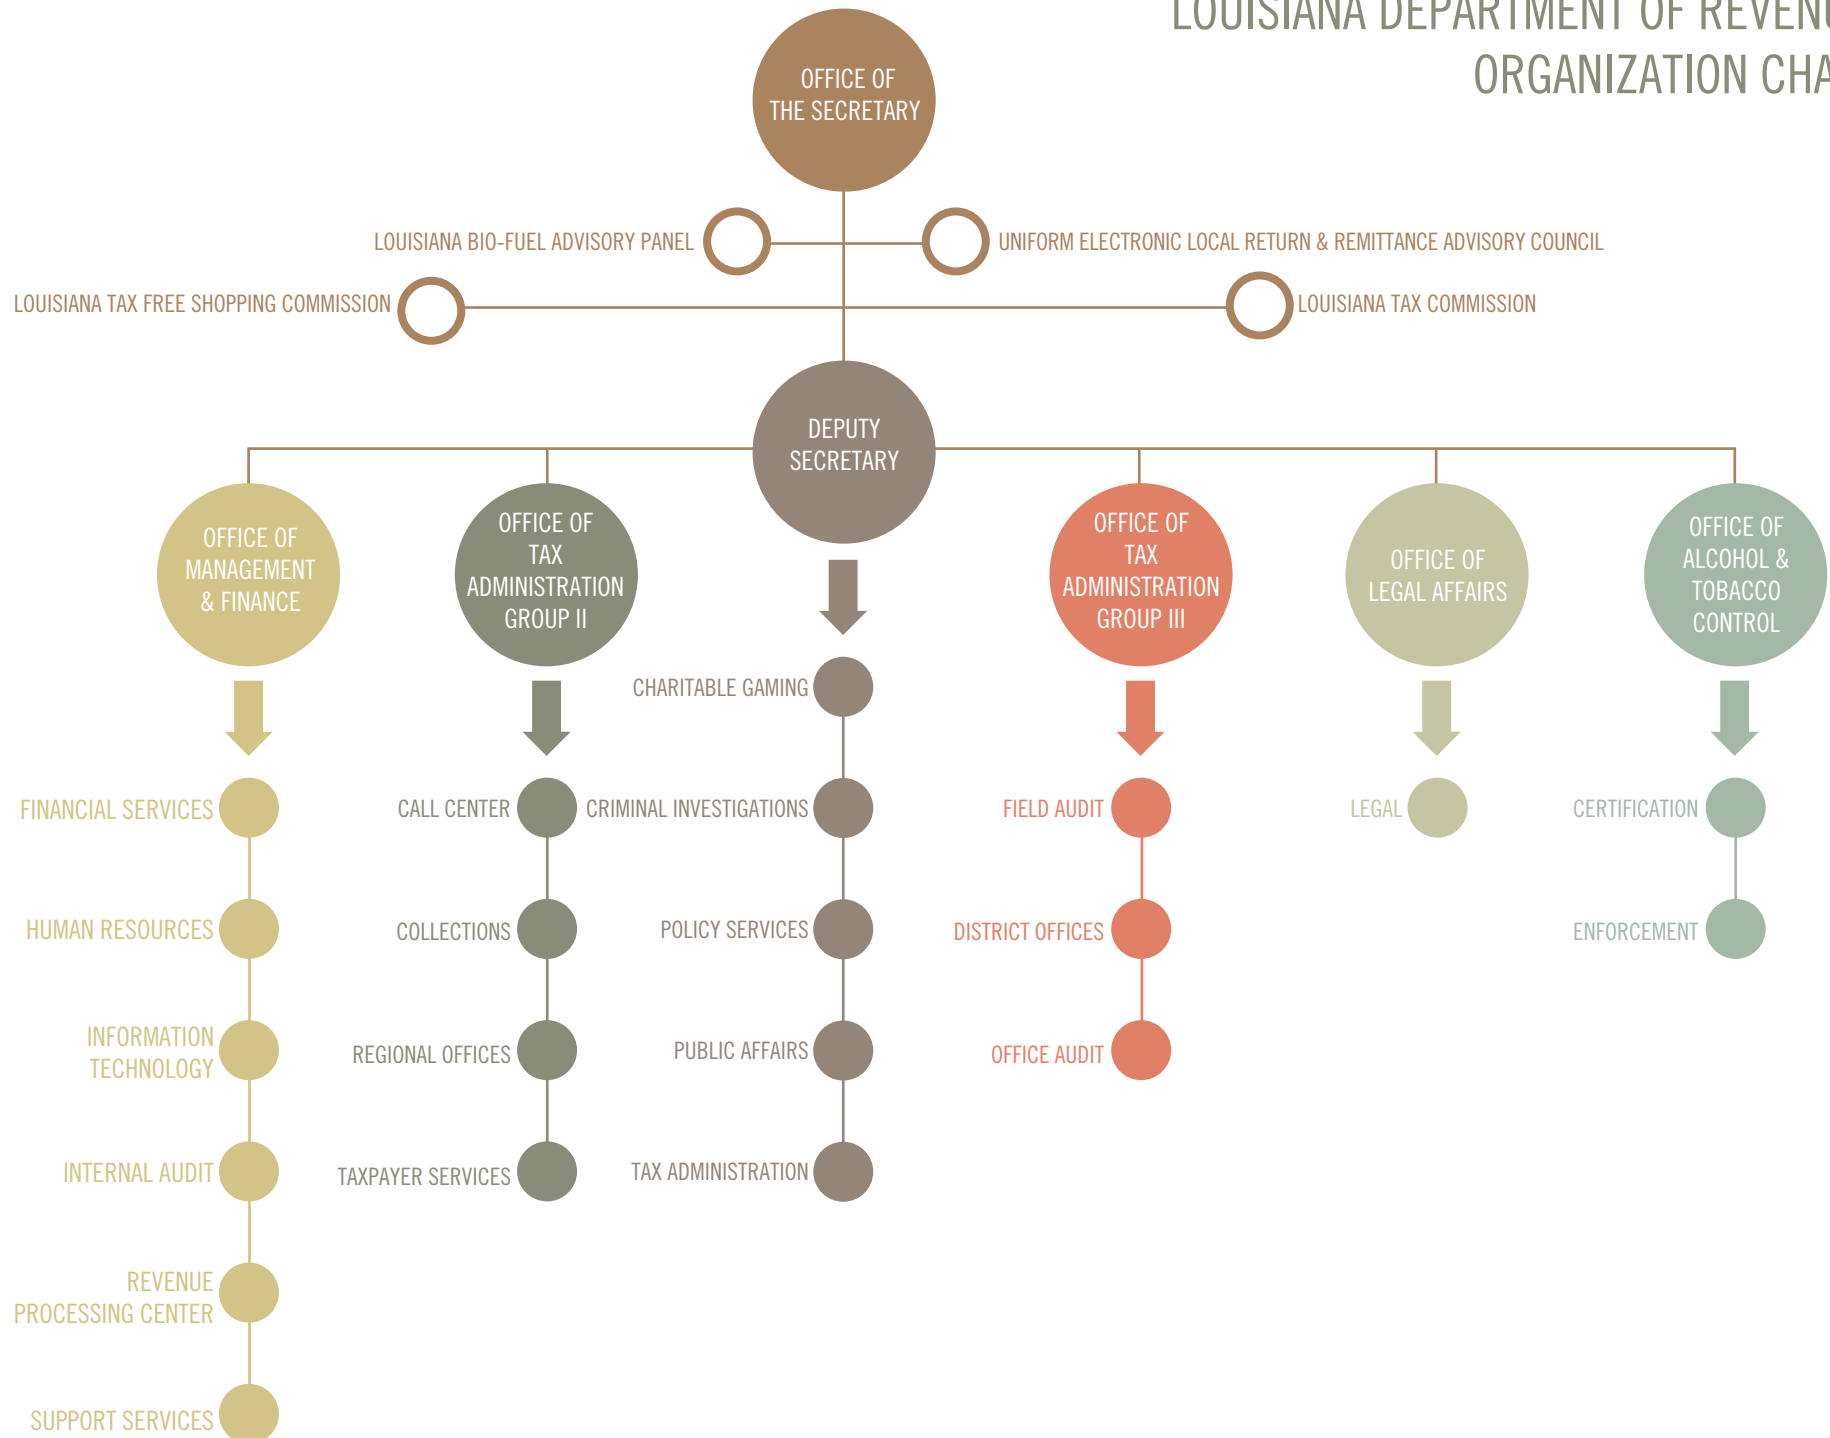 LOUISIANA DEPARTMENT OF REVENU
ORGANIZATION CHA
OFFICE OF
THE SECRETARY
LOUISIANA BIO-FUEL ADVISORY PANEL
UNIFORM ELECTRONIC LOCAL RETURN & REMITTANCE ADVISORY COUNCIL
LOUISIANA TAX FREE SHOPPING COMMISSION
LOUISIANA TAX COMMISSION
DEPUTY
SECRETARY
OFFICE OF
MANAGEMENT
& FINANCE
FINANCIAL SERVICES
HUMAN RESOURCES
INFORMATION
TECHNOLOGY
INTERNAL AUDIT
REVENUE
PROCESSING CENTER
SUPPORT SERVICES
OFFICE OF
TAX
ADMINISTRATION
GROUP II
CALL CENTER
COLLECTIONS
REGIONAL OFFICES
TAXPAYER SERVICES
CHARITABLE GAMING
CRIMINAL INVESTIGATIONS
POLICY SERVICES
PUBLIC AFFAIRS
TAX ADMINISTRATION
OFFICE OF
TAX
ADMINISTRATION
GROUP III
FIELD AUDIT
DISTRICT OFFICES
OFFICE AUDIT
OFFICE OF
LEGAL AFFAIRS
LEGAL
OFFICE OF
ALCOHOL &
TOBACCO
CONTROL
CERTIFICATION
ENFORCEMENT